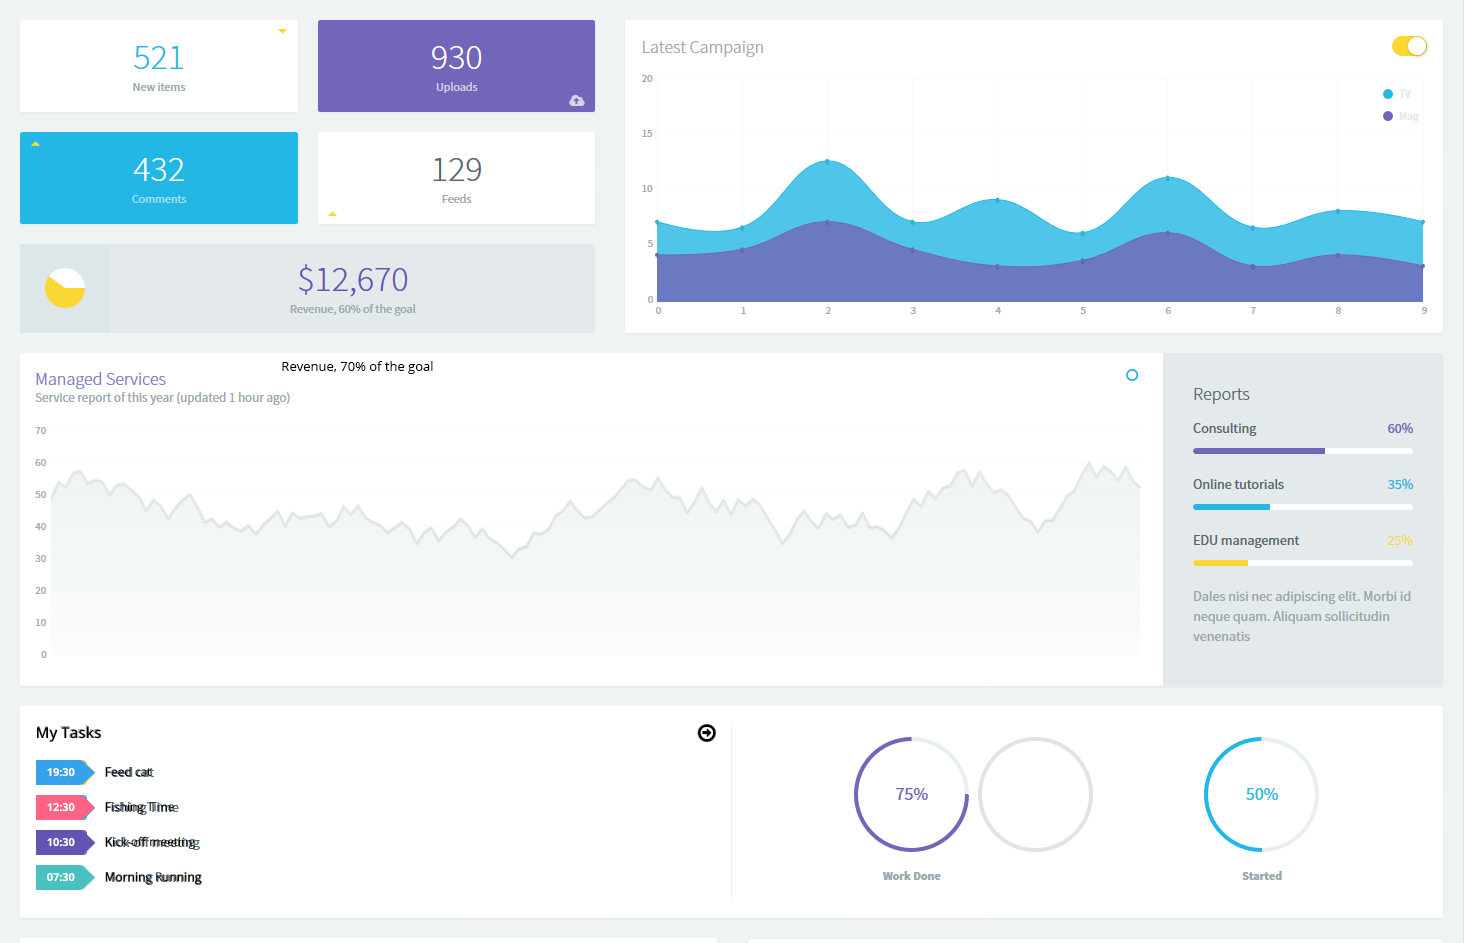 521
New items
930
Uploads
432
Comments
129
Feeds
$12,670
Revenue, 60% of the goal
Latest Campaign
20
15
10
5
0
0 1 2 3 4 5 6 7 8 9
TV
Mag
Revenue, 70% of the goal
Managed Services
Service report of this year (updated 1 hour ago)
70
60
50
40
30
20
10
0
Reports
Consulting 60%
Online tutorials 35%
EDU management 25%
Dales nisi nec adipiscing elit. Morbi id
neque quam. Aliquam sollicitudin
venenatis
My Tasks
19:30 Feed cat
12:30 Fishing Time
10:30 Kick-off meeting
07:30 Morning running
75%
Work Done
50%
Started